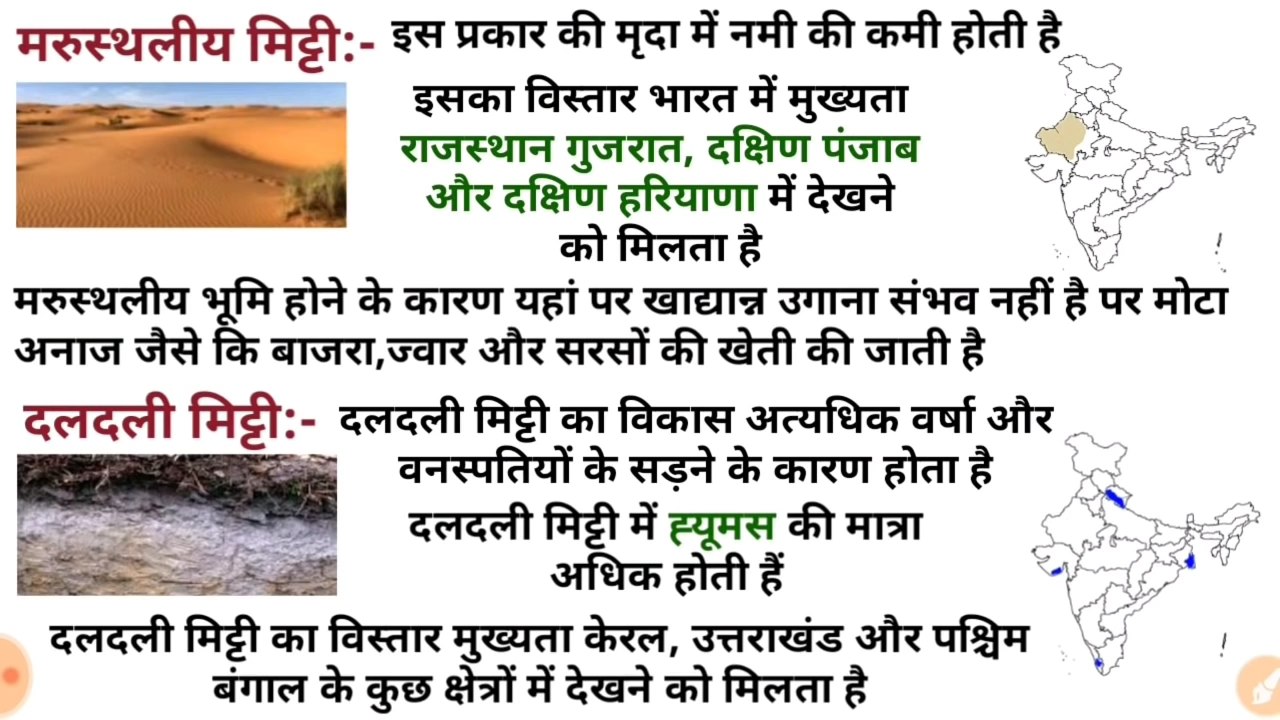 मरुस्थलीय मिट्टी:- इस प्रकार की मृदा में नमी की कमी होती है
इसका विस्तार भारत में मुख्यता
राजस्थान गुजरात, दक्षिण पंजाब
और दक्षिण हरियाणा में देखने
को मिलता है
मरुस्थलीय भूमि होने के कारण यहां पर खाद्यान्न उगाना संभव नहीं है पर मोटा
अनाज जैसे कि बाजरा,ज्वार और सरसों की खेती की जाती है
दलदली मिट्टी:- दलदली मिट्टी का विकास अत्यधिक वर्षा और
वनस्पतियों के सड़ने के कारण होता है
दलदली मिट्टी में ह्यूमस की मात्रा
अधिक होती हैं
दलदली मिट्टी का विस्तार मुख्यता केरल, उत्तराखंड और पश्चिम
बंगाल के कुछ क्षेत्रों में देखने को मिलता है